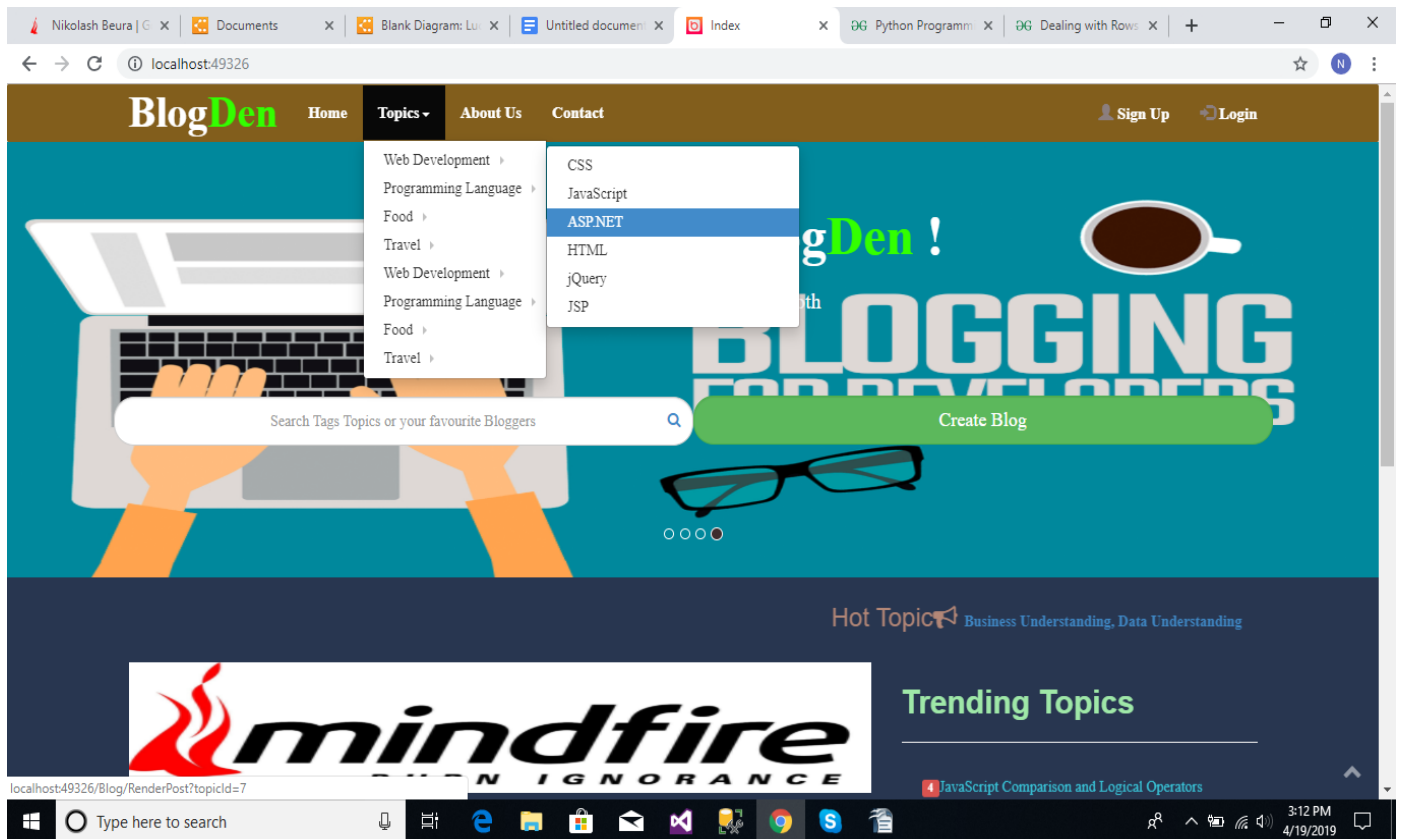 Nikolash Beura | G
Documents
Blank Diagram: Luc
Untitled document
Index
Python Programm
Dealing with Rows
localhost:49326
N
BlogDen Home Topics About Us Contact Sign Up Login
Web Development
Programming Language
Food
Travel
Web Development
Programming Language
Food
Travel
CSS
JavaScript
ASP.NET
HTML
jQuery
JSP
gDen !
th
BLOGGING
FOR DEVELOPERS
Search Tags Topics or your favourite Bloggers
Create Blog
Hot Topic Business Understanding, Data Understanding
mindfire
BURN IGNORANCE
Trending Topics
4 JavaScript Comparison and Logical Operators
localhost:49326/Blog/RenderPost?topicId=7
Type here to search
3:12 PM
4/19/2019